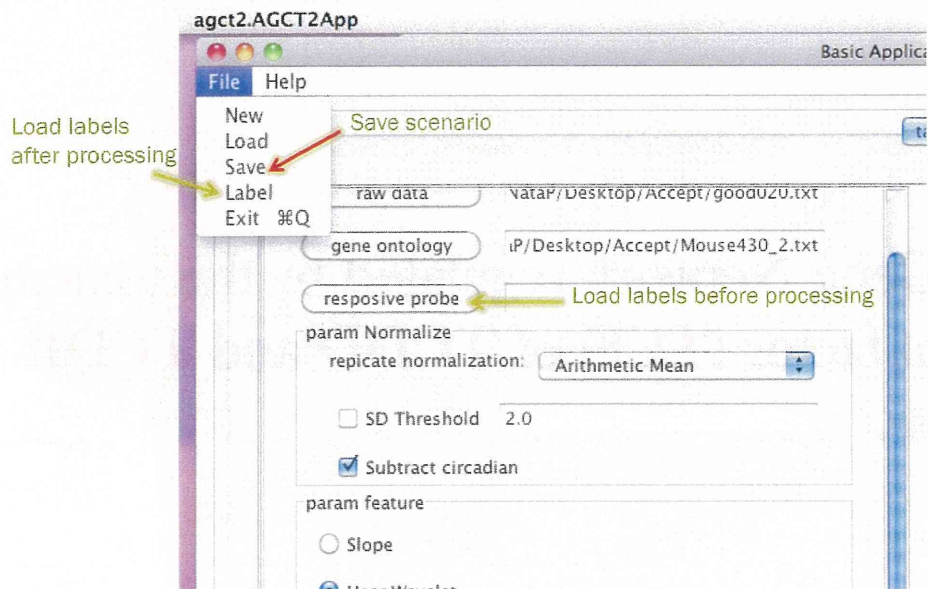 agct2.AGCT2App
Basic Applica
File Help
New
Load
Save
Label
Exit ⌘Q
Load labels
after processing
Save scenario
ta
raw data NataP/Desktop/Accept/good020.txt
gene ontology P/Desktop/Accept/Mouse430_2.txt
resposive probe
Load labels before processing
param Normalize
repicate normalization: Arithmetic Mean
SD Threshold 2.0
Subtract circadian
param feature
Slope